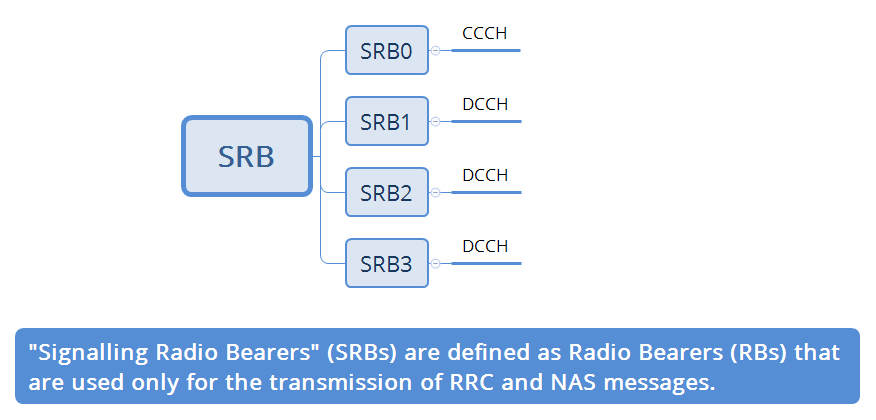 SRB
SRB0
CCCH
SRB1
DCCH
SRB2
DCCH
SRB3
DCCH
"Signalling Radio Bearers" (SRBs) are defined as Radio Bearers (RBs) that
are used only for the transmission of RRC and NAS messages.